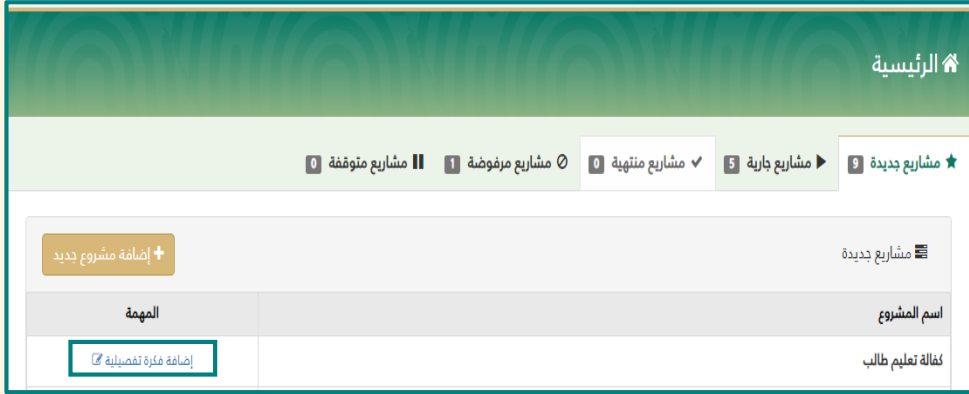 الرئيسية
مشاريع جديدة 9 مشاريع جارية 5 مشاريع منتهية 0 مشاريع مرفوضة 1 مشاريع متوقفة 0
مشاريع جديدة إضافة مشروع جديد
اسم المشروع المهمة
كفالة تعليم طالب إضافة فكرة تفصيلية